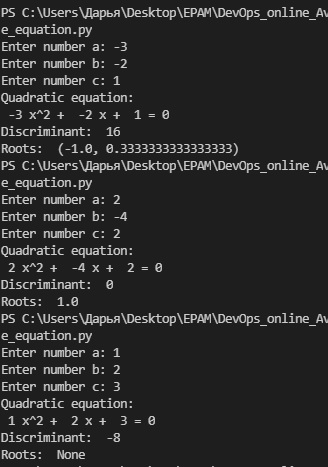 PS C:\Users\Дарья\Desktop\EPAM\DevOps_online_Av
e_equation.py
Enter number a: -3
Enter number b: -2
Enter number c: 1
Quadratic equation:
 -3 x^2 +  -2 x +  1 = 0
Discriminant:  16
Roots:  (-1.0, 0.3333333333333333)
PS C:\Users\Дарья\Desktop\EPAM\DevOps_online_Av
e_equation.py
Enter number a: 2
Enter number b: -4
Enter number c: 2
Quadratic equation:
 2 x^2 +  -4 x +  2 = 0
Discriminant:  0
Roots:  1.0
PS C:\Users\Дарья\Desktop\EPAM\DevOps_online_Av
e_equation.py
Enter number a: 1
Enter number b: 2
Enter number c: 3
Quadratic equation:
 1 x^2 +  2 x +  3 = 0
Discriminant:  -8
Roots:  None